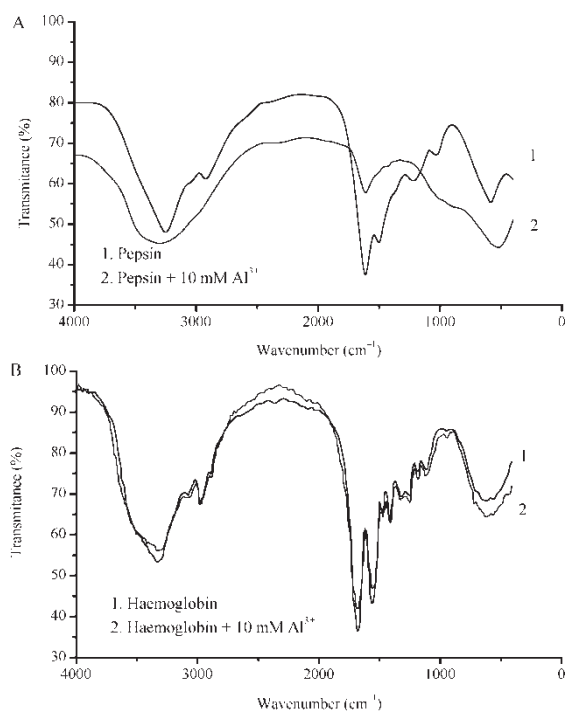 A
100
90
80
70
60
50
40
30
Transmitance (%)
1
2
1. Pepsin
2. Pepsin + 10 mM Al³⁺
4000 3000 2000 1000 0
Wavenumber (cm⁻¹)
B
100
90
80
70
60
50
40
30
Transmitance (%)
1
2
1. Haemoglobin
2. Haemoglobin + 10 mM Al³⁺
4000 3000 2000 1000 0
Wavenumber (cm⁻¹)